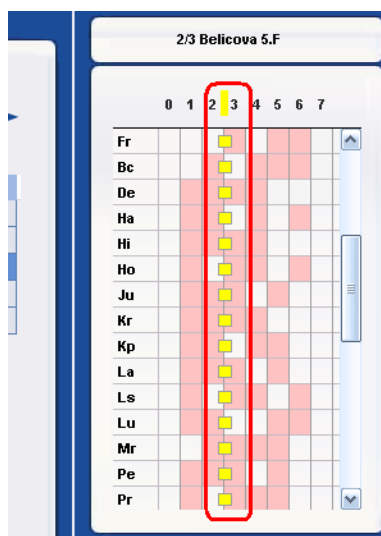 2/3 Belicova 5.F
0 1 2 3 4 5 6 7
Fr
Bc
De
Ha
Hi
Ho
Ju
Kr
Kp
La
Ls
Lu
Mr
Pe
Pr